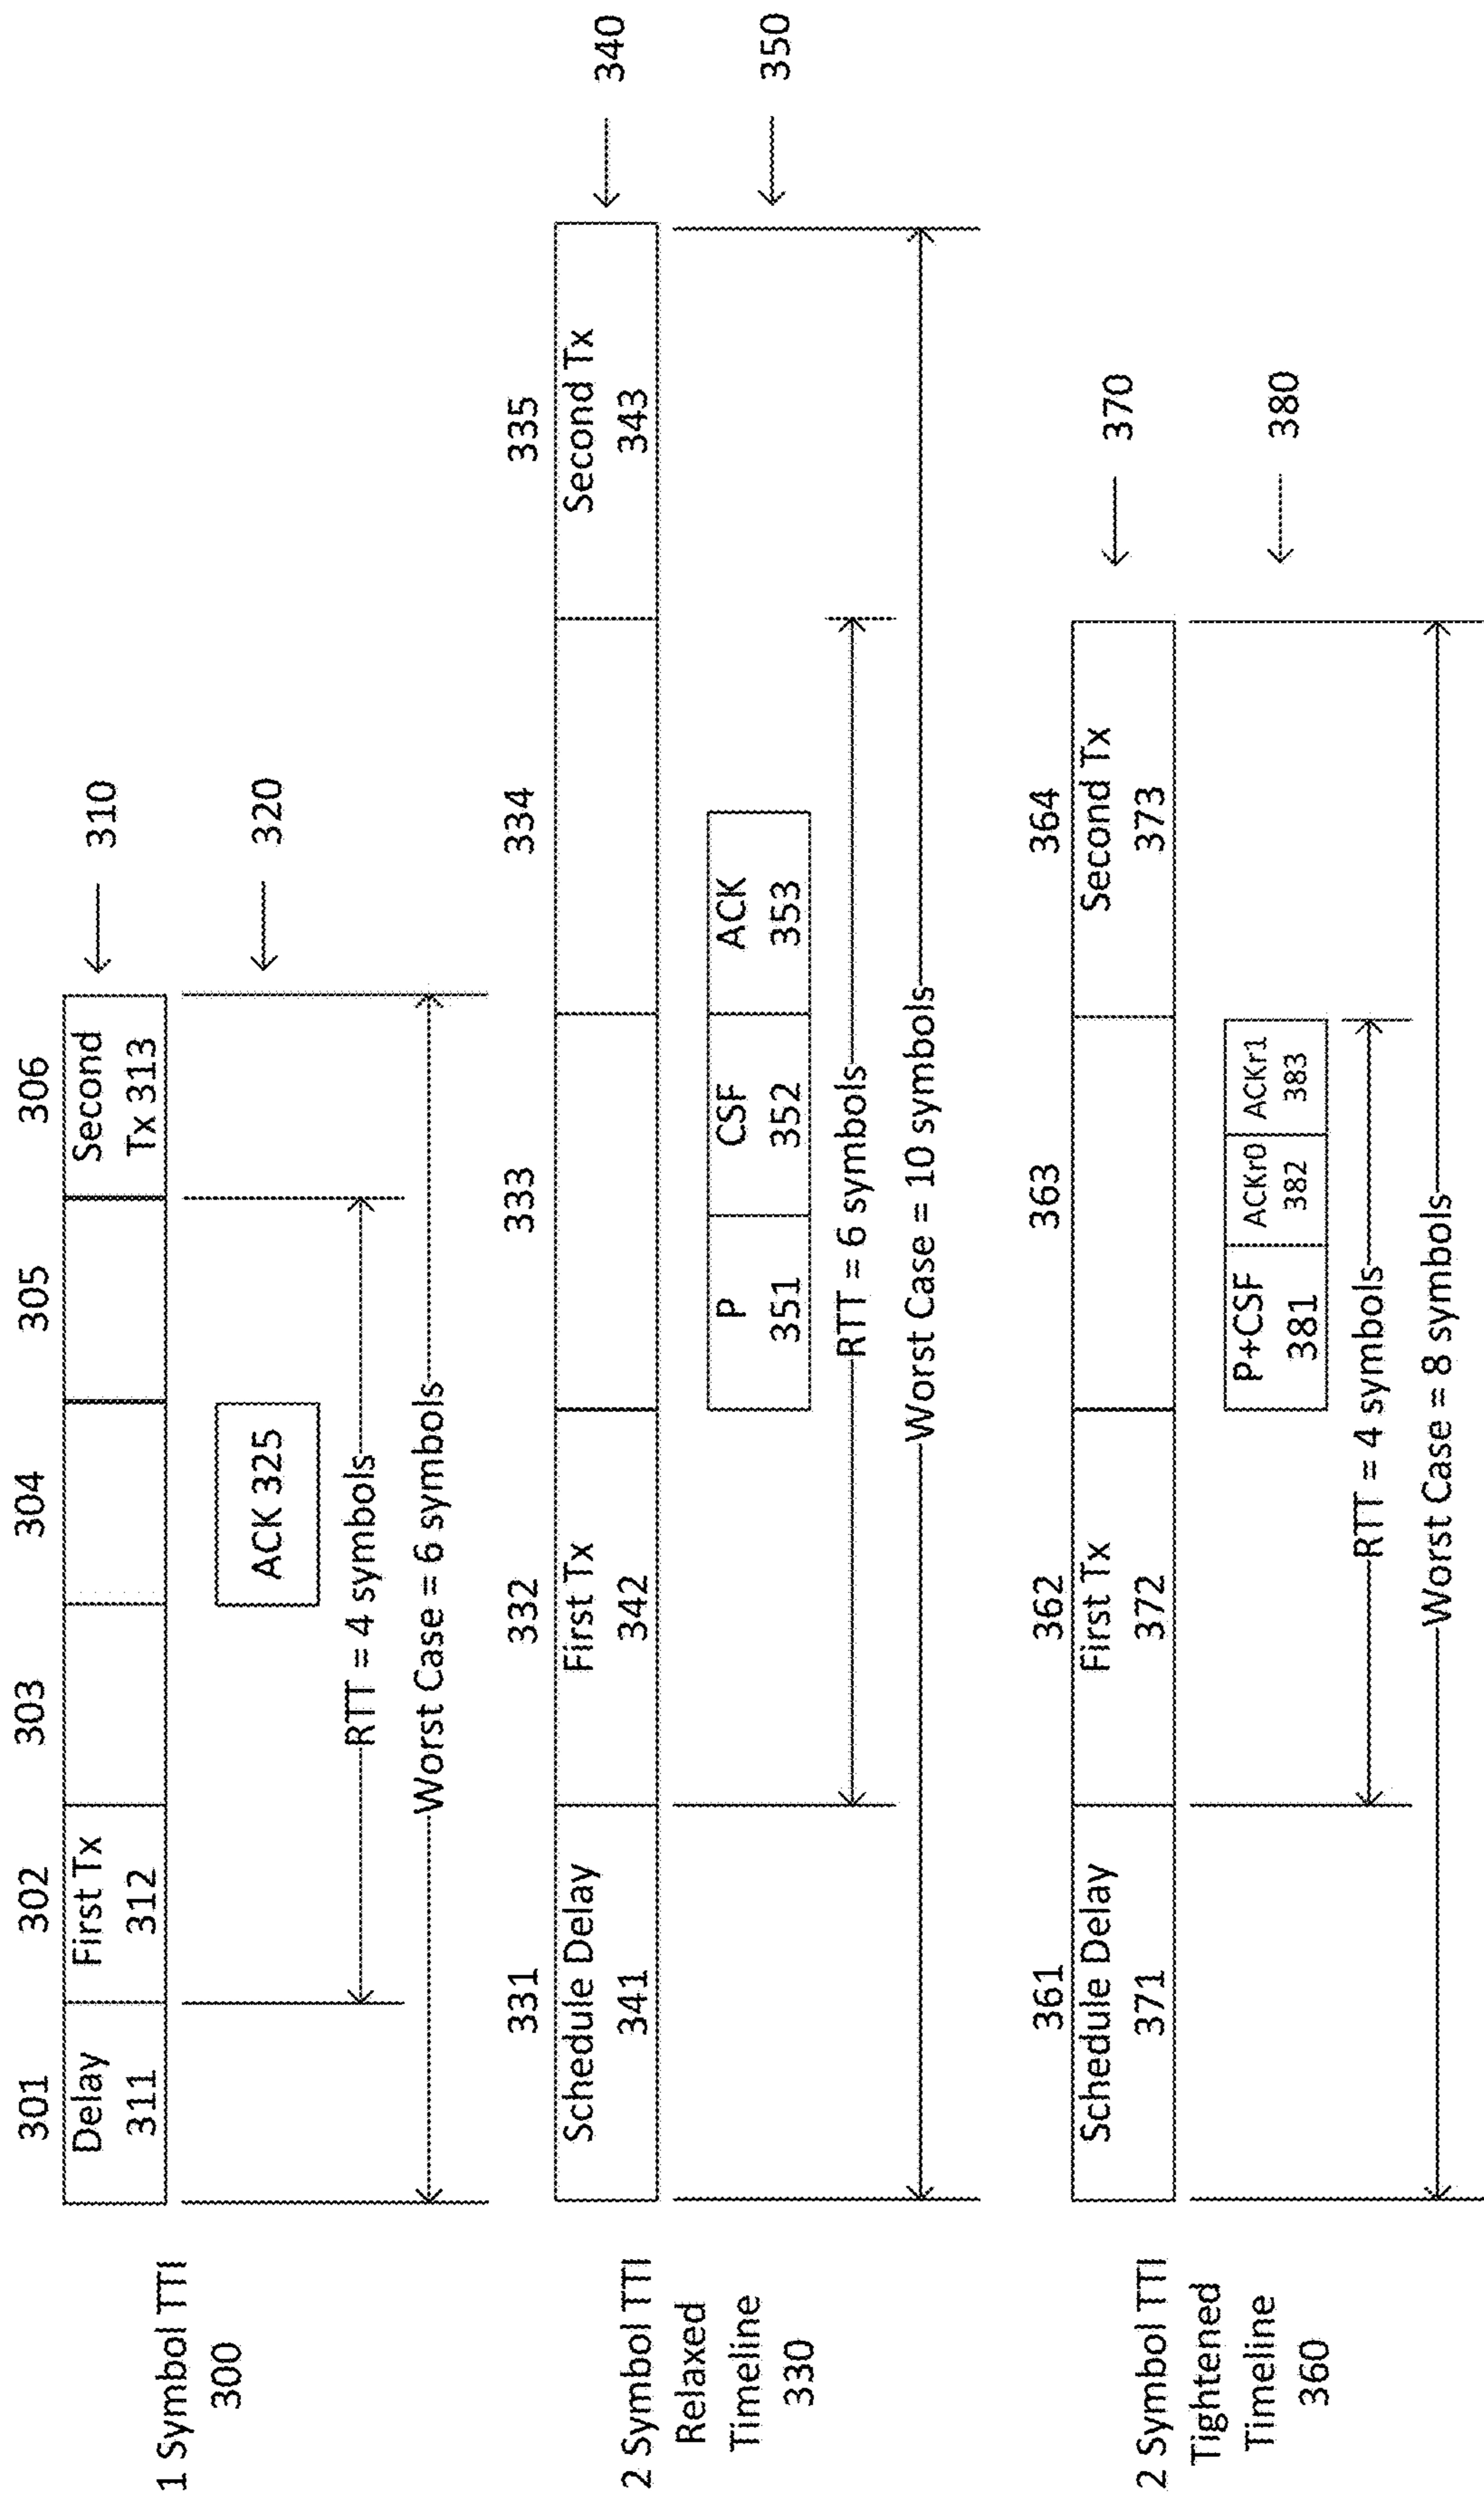 301 302 303 304 305 306
Delay First Tx Second
311 312 Tx 313
310
320
ACK 325
RTT = 4 symbols
Worst Case = 6 symbols
1 Symbol TTI
300
331 332 333 334 335
Schedule Delay First Tx Second Tx
341 342 343
340
350
P CSF ACK
351 352 353
RTT = 6 symbols
Worst Case = 10 symbols
2 Symbol TTI
Relaxed
Timeline
330
361 362 363 364
Schedule Delay First Tx Second Tx
371 372 373
370
380
P+CSF ACKr0 ACKr1
381 382 383
RTT = 4 symbols
Worst Case = 8 symbols
2 Symbol TTI
Tightened
Timeline
360